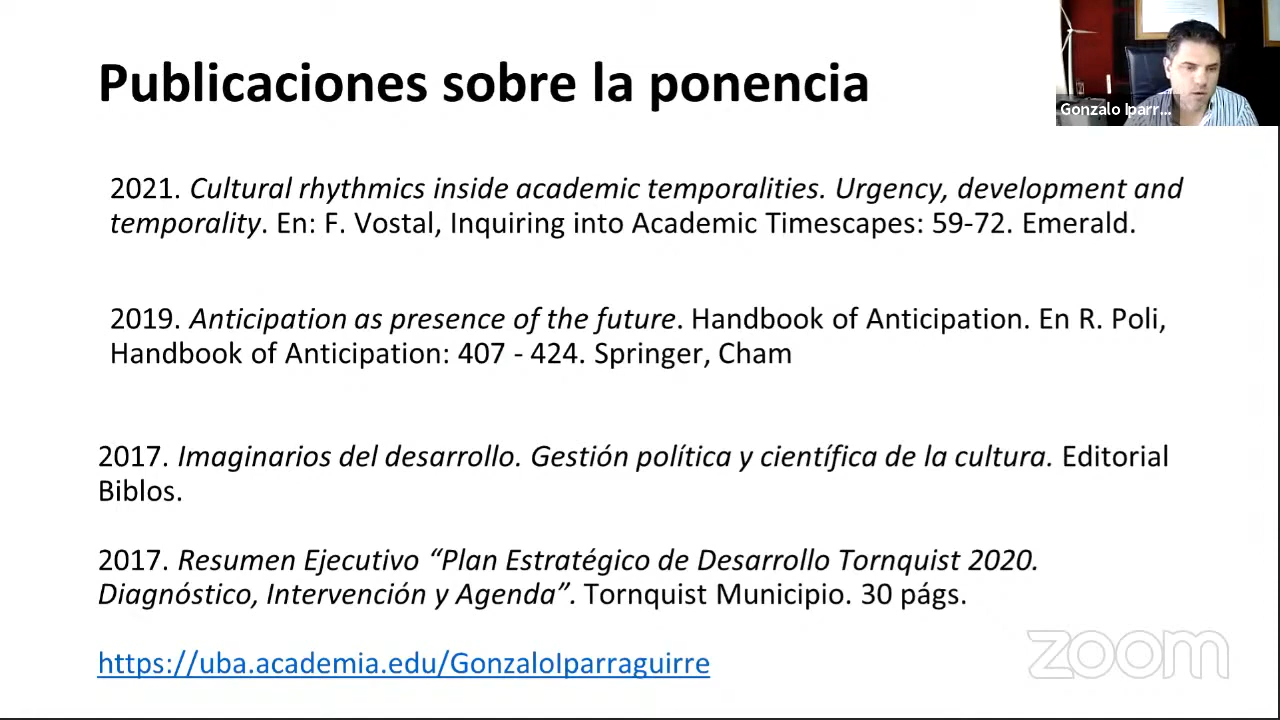 Publicaciones sobre la ponencia
Gonzalo Iparr...
2021. Cultural rhythmics inside academic temporalities. Urgency, development and
temporality. En: F. Vostal, Inquiring into Academic Timescapes: 59-72. Emerald.
2019. Anticipation as presence of the future. Handbook of Anticipation. En R. Poli,
Handbook of Anticipation: 407 - 424. Springer, Cham
2017. Imaginarios del desarrollo. Gestión política y científica de la cultura. Editorial
Biblos.
2017. Resumen Ejecutivo “Plan Estratégico de Desarrollo Tornquist 2020.
Diagnóstico, Intervención y Agenda”. Tornquist Municipio. 30 págs.
https://uba.academia.edu/GonzaloIparraguirre
zoom